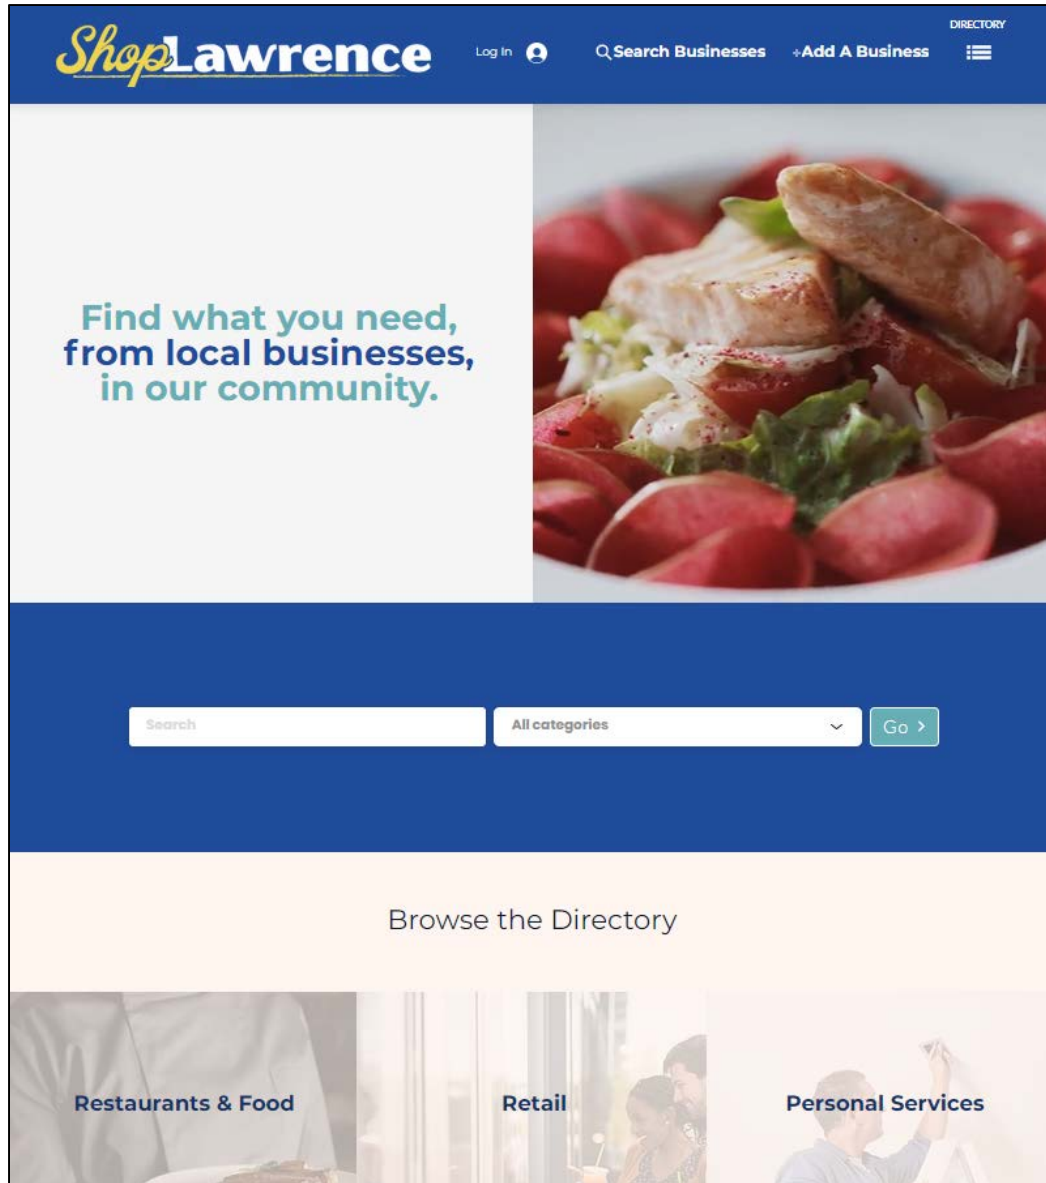 DIRECTORY
ShopLawrence
Log In
Search Businesses
+Add A Business
Find what you need,
from local businesses,
in our community.
Search
All categories
Go >
Browse the Directory
Restaurants & Food
Retail
Personal Services